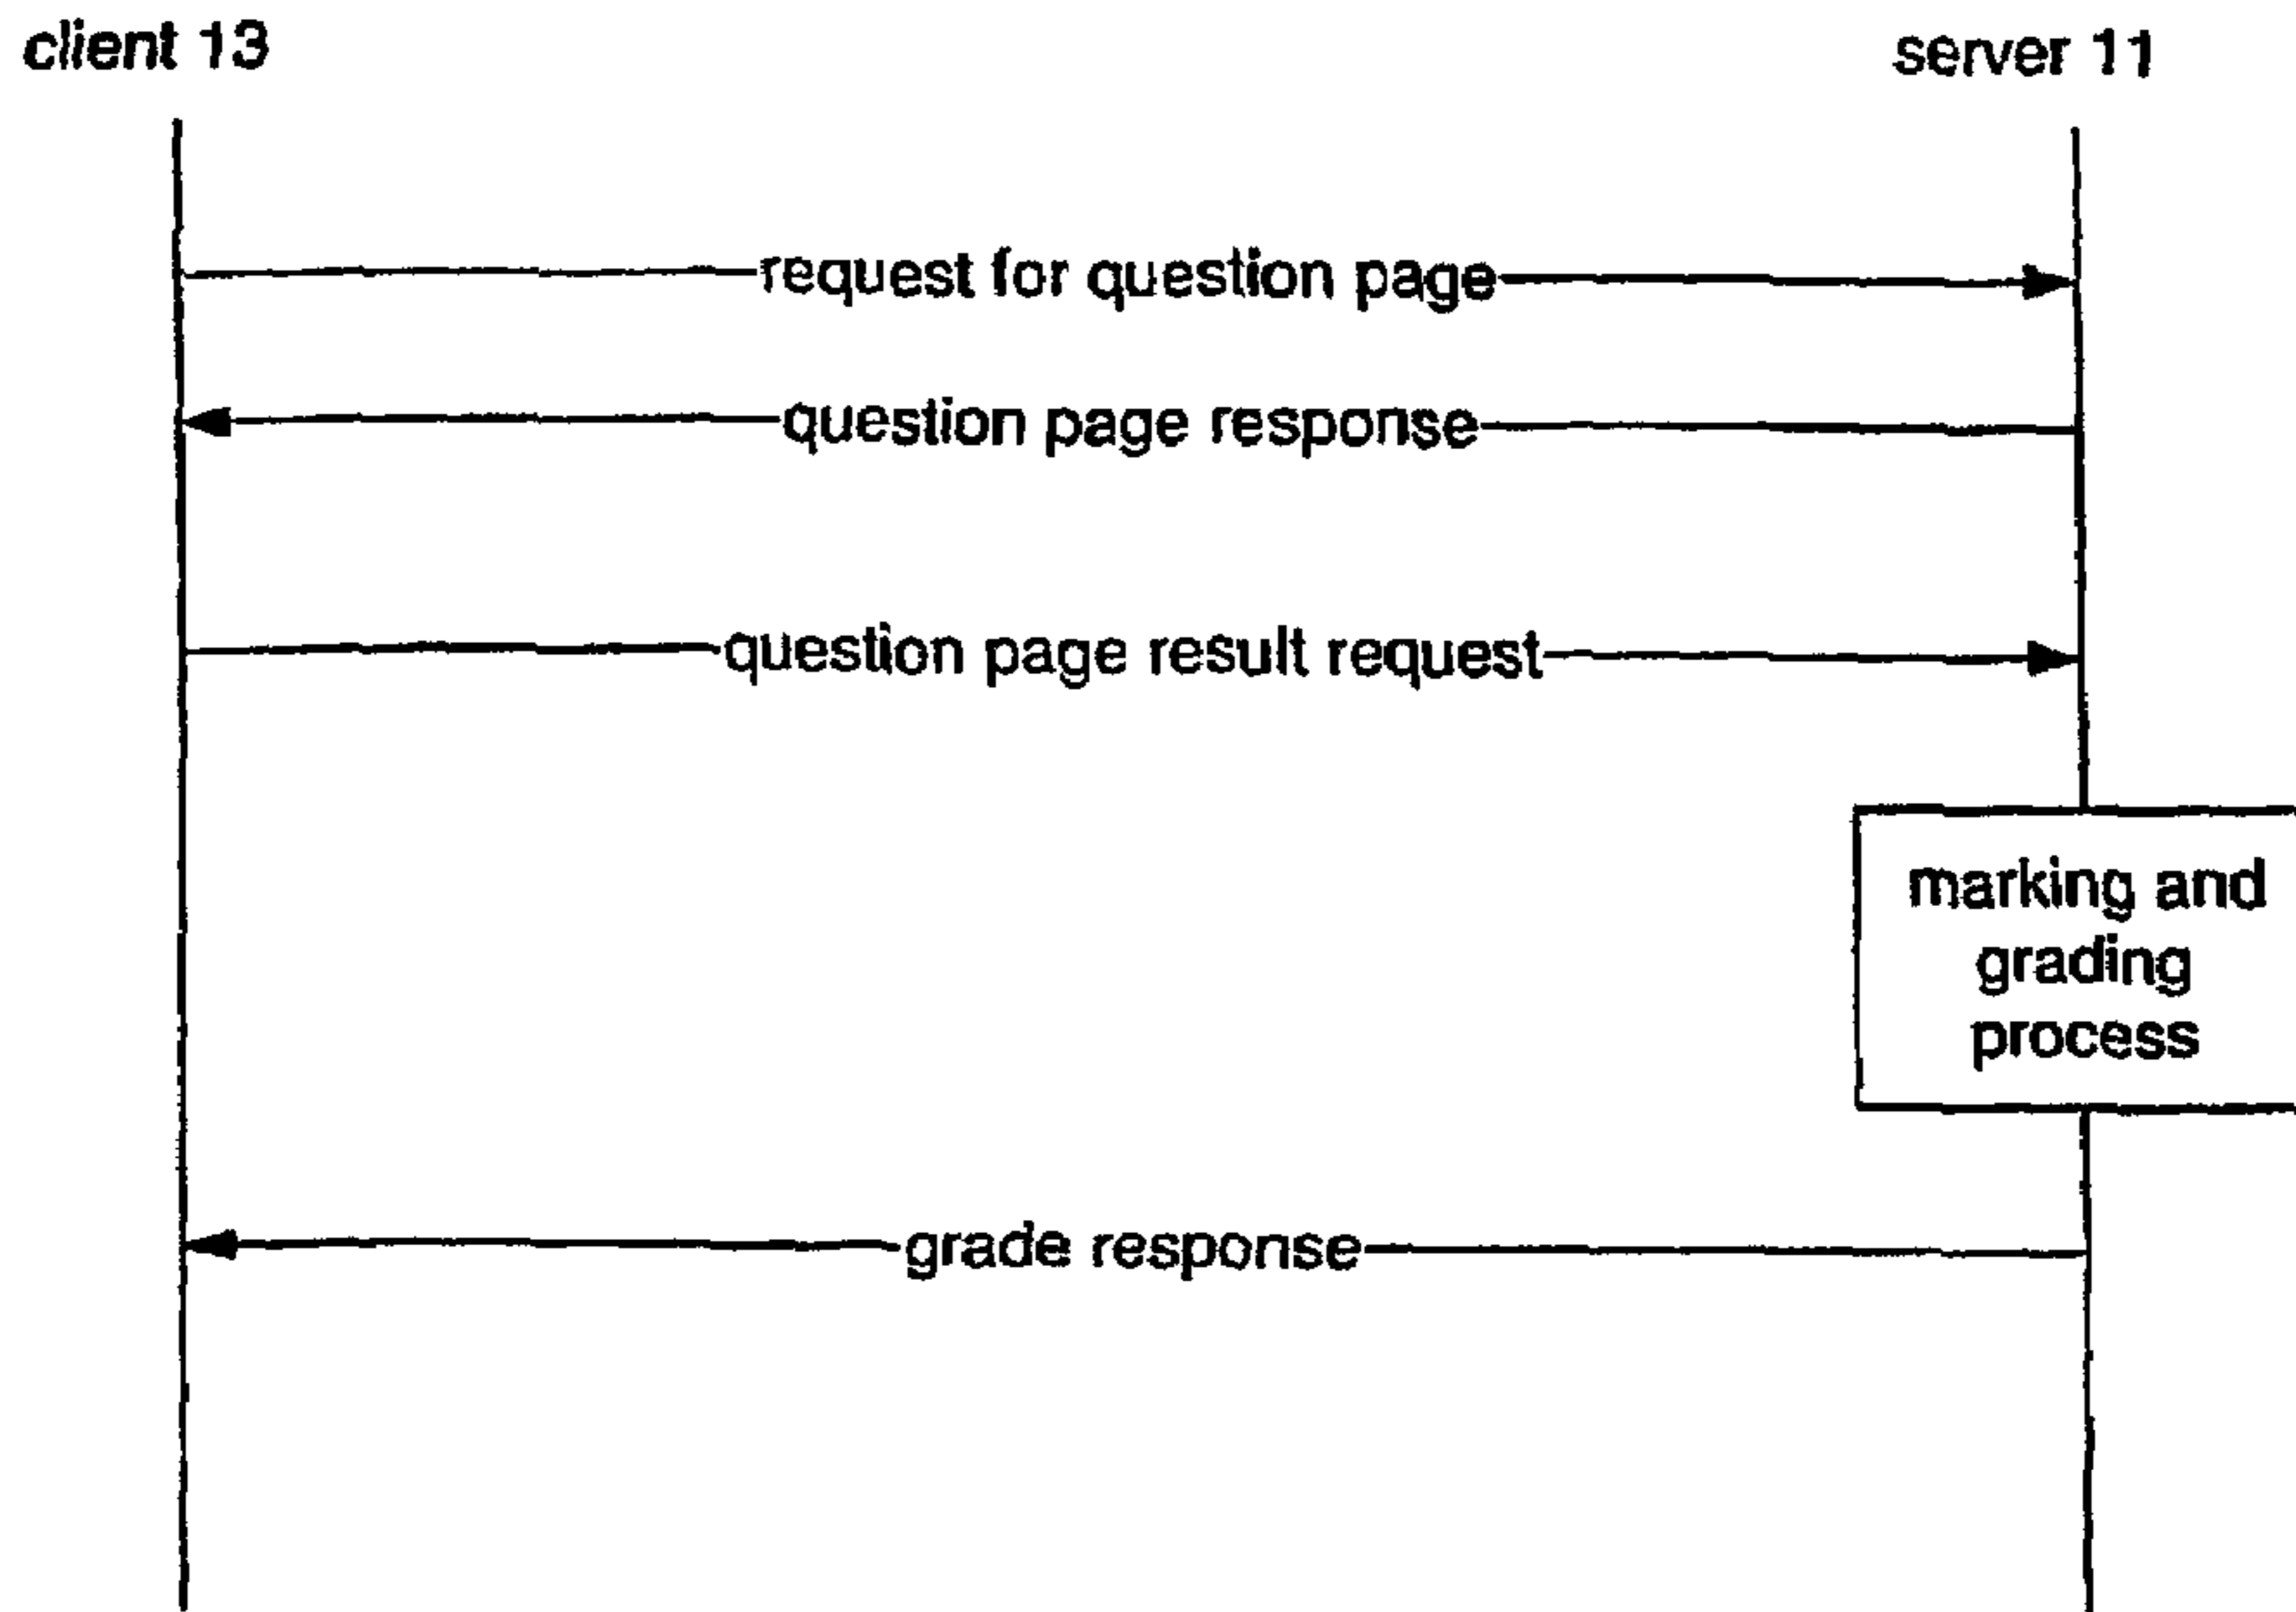 client 13
server 11
request for question page
question page response
question page result request
marking and
grading
process
grade response